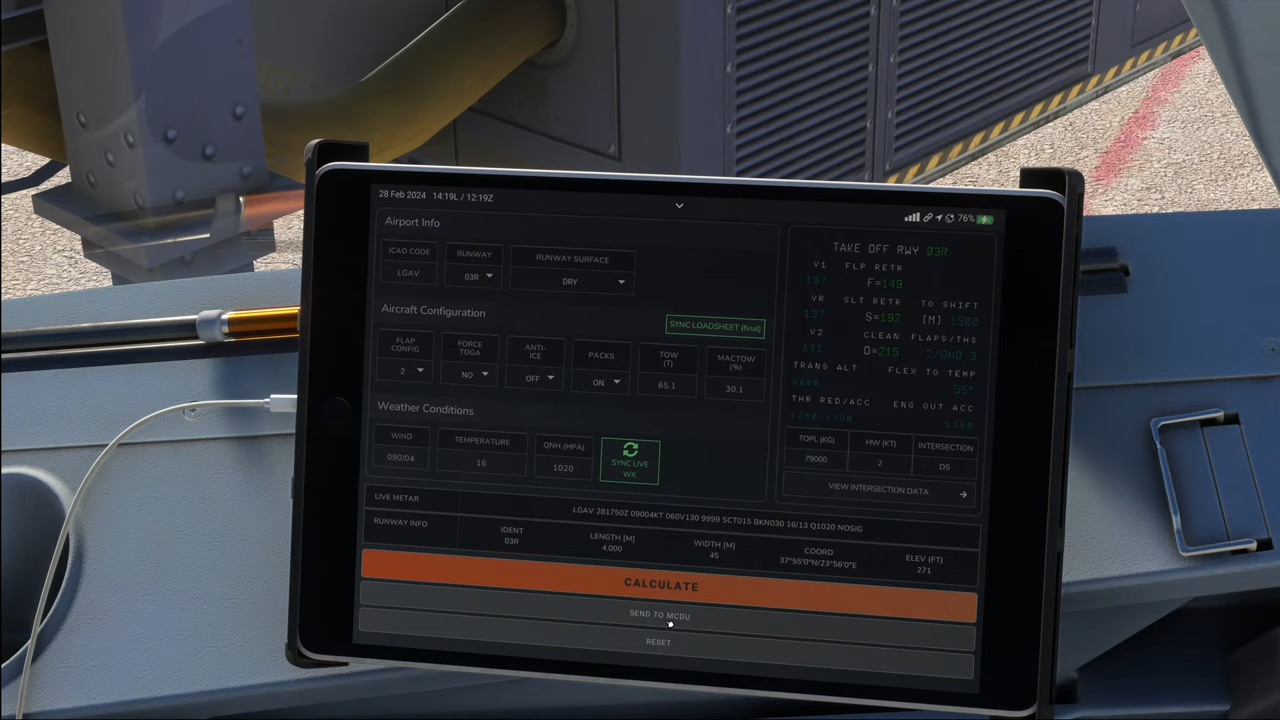 28 Feb 2024 14:19L / 12:19Z
76%
Airport Info
ICAO CODE
LGAV
RUNWAY
03R
RUNWAY SURFACE
DRY
Aircraft Configuration
SYNC LOADSHEET (final)
FLAP CONFIG
2
FORCE TOGA
NO
ANTI-ICE
OFF
PACKS
ON
TOW (T)
65.1
MACTOW (%)
30.1
Weather Conditions
WIND
090/04
TEMPERATURE
16
QNH (HPA)
1020
SYNC LIVE WX
TAKE OFF RWY 03R
V1 FLP RETR
137 F=149
VR SLT RETR TO SHIFT
137 S=192 [M] 1500
V2 CLEAN FLAPS/THS
141 O=215 2/DN0.3
TRANS ALT FLEX TO TEMP
55°
THR RED/ACC ENG OUT ACC
1280/1280 1280
TOPL (KG)
79000
HW (KT)
2
INTERSECTION
D5
VIEW INTERSECTION DATA
LIVE METAR
LGAV 281750Z 09004KT 060V130 9999 SCT015 BKN030 16/13 Q1020 NOSIG
RUNWAY INFO
IDENT
03R
LENGTH [M]
4,000
WIDTH [M]
45
COORD
37°55'0"N/23°56'0"E
ELEV (FT)
271
CALCULATE
SEND TO MCDU
RESET